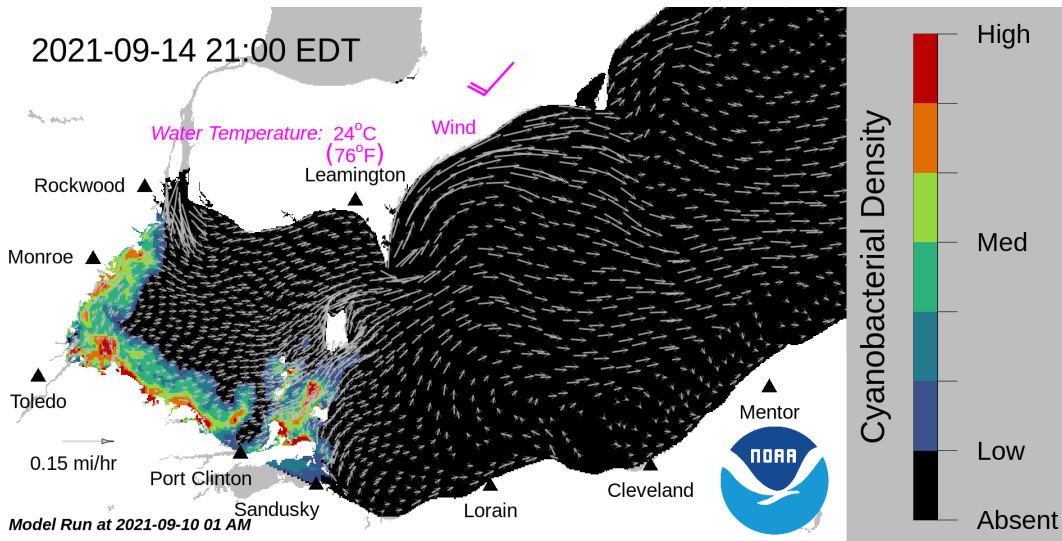 2021-09-14 21:00 EDT
Water Temperature: 24°C
(76°F)
Wind
Leamington
Rockwood
Monroe
Toledo
0.15 mi/hr
Port Clinton
Sandusky
Lorain
Cleveland
Mentor
NOAA
Model Run at 2021-09-10 01 AM
Cyanobacterial Density
High
Med
Low
Absent